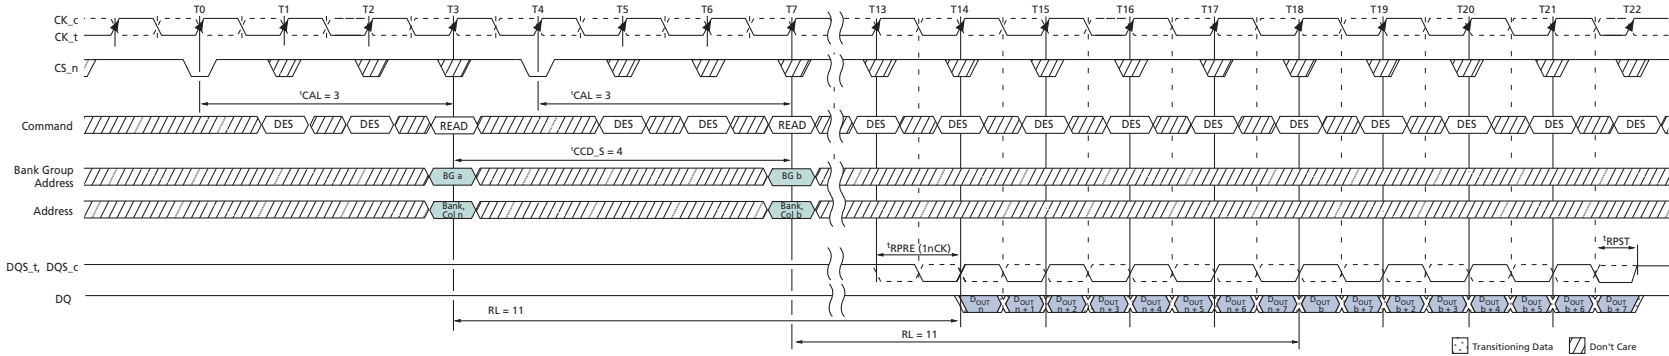 T0 T1 T2 T3 T4 T5 T6 T7 T13 T14 T15 T16 T17 T18 T19 T20 T21 T22
CK_c
CK_t
CS_n
tCAL = 3 tCAL = 3
Command DES DES READ DES DES READ DES DES DES DES DES DES DES DES DES DES
tCCD_S = 4
Bank Group
Address
BG a BG b
Address
Bank,
Col n
Bank,
Col b
tRPRE (1nCK) tRPST
DQS_t, DQS_c
DQ
DOUT
n
DOUT
n + 1
DOUT
n + 2
DOUT
n + 3
DOUT
n + 4
DOUT
n + 5
DOUT
n + 6
DOUT
n + 7
DOUT
b
DOUT
b + 7
DOUT
b + 2
DOUT
b + 3
DOUT
b + 4
DOUT
b + 5
DOUT
b + 6
DOUT
b + 7
RL = 11
RL = 11
Transitioning Data Don't Care